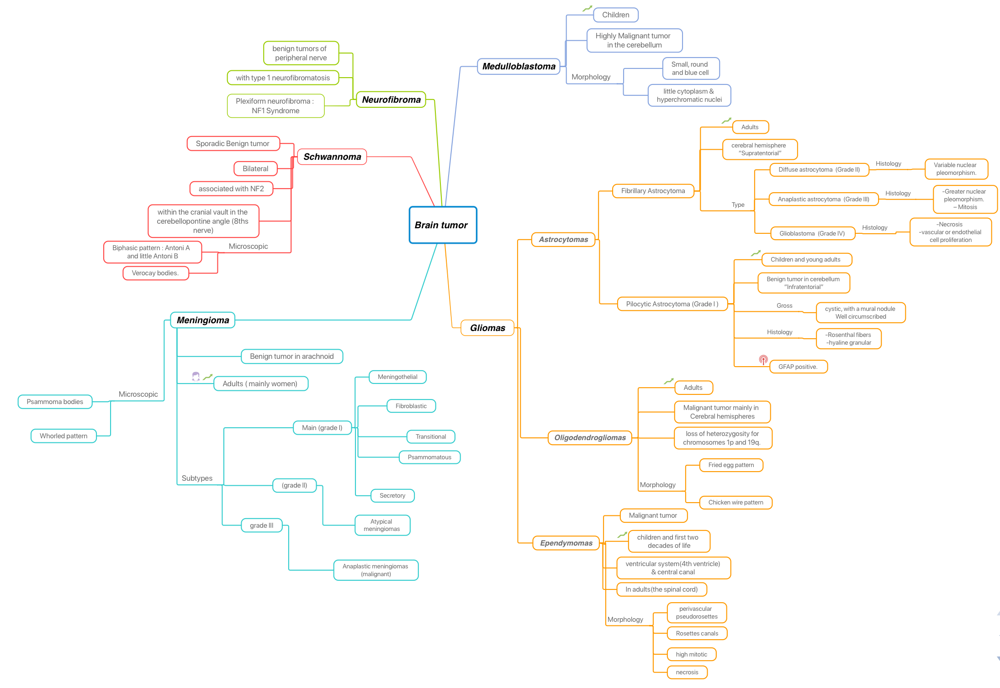 Brain tumor
Medulloblastoma
Children
Highly Malignant tumor
in the cerebellum
Morphology
Small, round
and blue cell
little cytoplasm &
hyperchromatic nuclei
Neurofibroma
benign tumors of
peripheral nerve
with type 1 neurofibromatosis
Plexiform neurofibroma :
NF1 Syndrome
Schwannoma
Sporadic Benign tumor
Bilateral
associated with NF2
within the cranial vault in the
cerebellopontine angle (8ths
nerve)
Microscopic
Biphasic pattern : Antoni A
and little Antoni B
Verocay bodies.
Meningioma
Microscopic
Psammoma bodies
Whorled pattern
Benign tumor in arachnoid
Adults ( mainly women)
Subtypes
Main (grade I)
Meningothelial
Fibroblastic
Transitional
Psammomatous
Secretory
(grade II)
Atypical
meningiomas
grade III
Anaplastic meningiomas
(malignant)
Gliomas
Astrocytomas
Fibrillary Astrocytoma
Adults
cerebral hemisphere
“Supratentorial”
Type
Diffuse astrocytoma (Grade II)
Histology
Variable nuclear
pleomorphism.
Anaplastic astrocytoma (Grade III)
Histology
-Greater nuclear
pleomorphism.
– Mitosis
Glioblastoma (Grade IV)
Histology
-Necrosis
-vascular or endothelial
cell proliferation
Pilocytic Astrocytoma (Grade I )
Children and young adults
Benign tumor in cerebellum
“Infratentorial”
Gross
cystic, with a mural nodule
Well circumscribed
Histology
-Rosenthal fibers
-hyaline granular
GFAP positive.
Oligodendrogliomas
Adults
Malignant tumor mainly in
Cerebral hemispheres
loss of heterozygosity for
chromosomes 1p and 19q.
Morphology
Fried egg pattern
Chicken wire pattern
Ependymomas
Malignant tumor
children and first two
decades of life
ventricular system(4th ventricle)
& central canal
In adults(the spinal cord)
Morphology
perivascular
pseudorosettes
Rosettes canals
high mitotic
necrosis